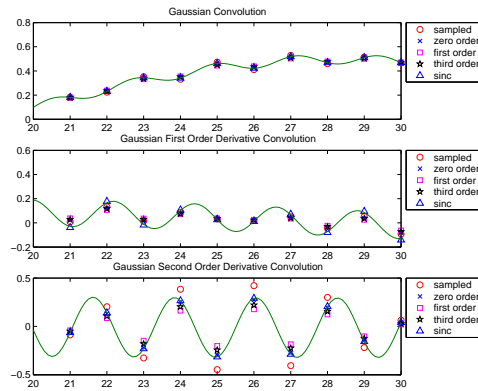 Gaussian Convolution
0.8
0.6
0.4
0.2
0
20 21 22 23 24 25 26 27 28 29 30
sampled
zero order
first order
third order
sinc
Gaussian First Order Derivative Convolution
0.6
0.4
0.2
0
−0.2
20 21 22 23 24 25 26 27 28 29 30
sampled
zero order
first order
third order
sinc
Gaussian Second Order Derivative Convolution
0.5
0
−0.5
20 21 22 23 24 25 26 27 28 29 30
sampled
zero order
first order
third order
sinc